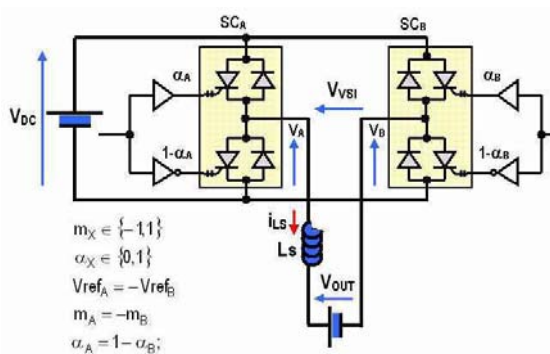 SC_A SC_B
α_A α_B
V_DC V_VSI
V_A V_B
1-α_A 1-α_B
i_LS
Ls
V_OUT
m_X ∈ {-1,1}
α_X ∈ {0,1}
Vref_A = -Vref_B
m_A = -m_B
α_A = 1-α_B;